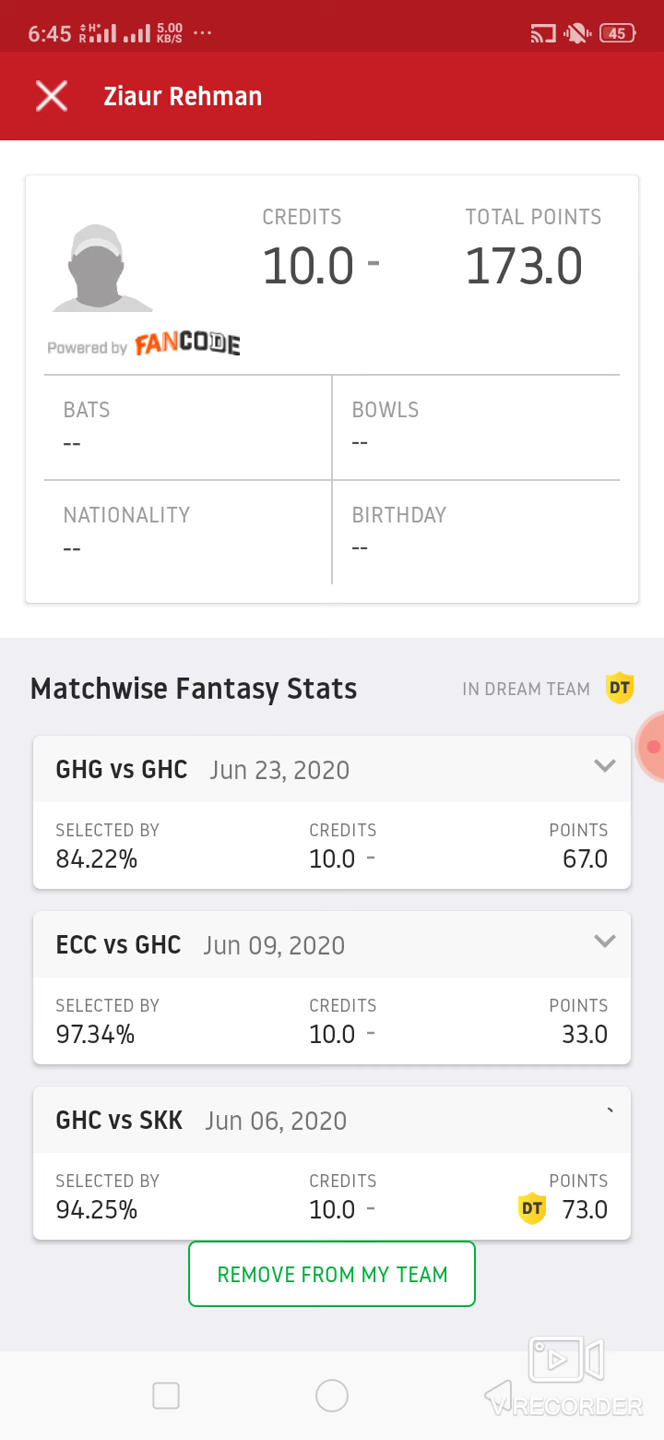 6:45 R H+ 5.00 KB/S ... 45
Ziaur Rehman
CREDITS TOTAL POINTS
10.0 - 173.0
Powered by FANCODE
BATS BOWLS
-- --
NATIONALITY BIRTHDAY
-- --
Matchwise Fantasy Stats IN DREAM TEAM DT
GHG vs GHC Jun 23, 2020
SELECTED BY CREDITS POINTS
84.22% 10.0 - 67.0
ECC vs GHC Jun 09, 2020
SELECTED BY CREDITS POINTS
97.34% 10.0 - 33.0
GHC vs SKK Jun 06, 2020
SELECTED BY CREDITS POINTS
94.25% 10.0 - DT 73.0
REMOVE FROM MY TEAM
V RECORDER